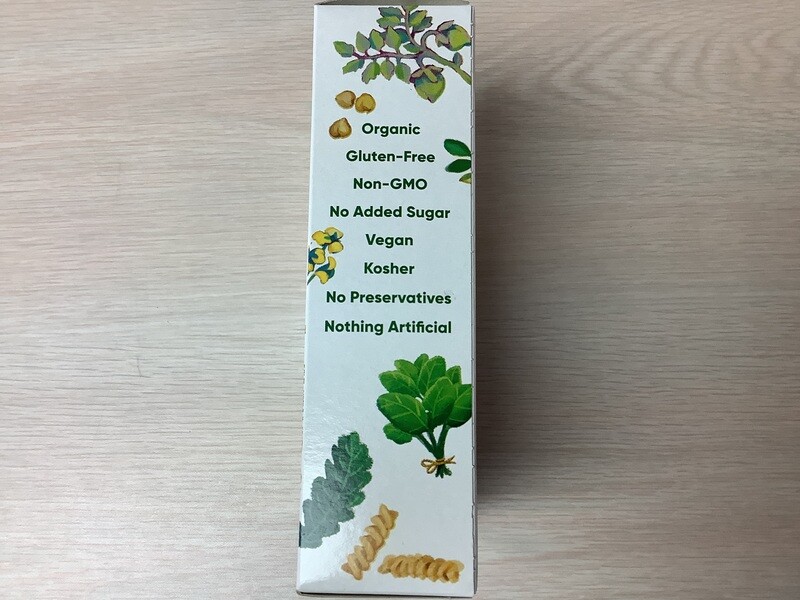 Organic
Gluten-Free
Non-GMO
No Added Sugar
Vegan
Kosher
No Preservatives
Nothing Artificial